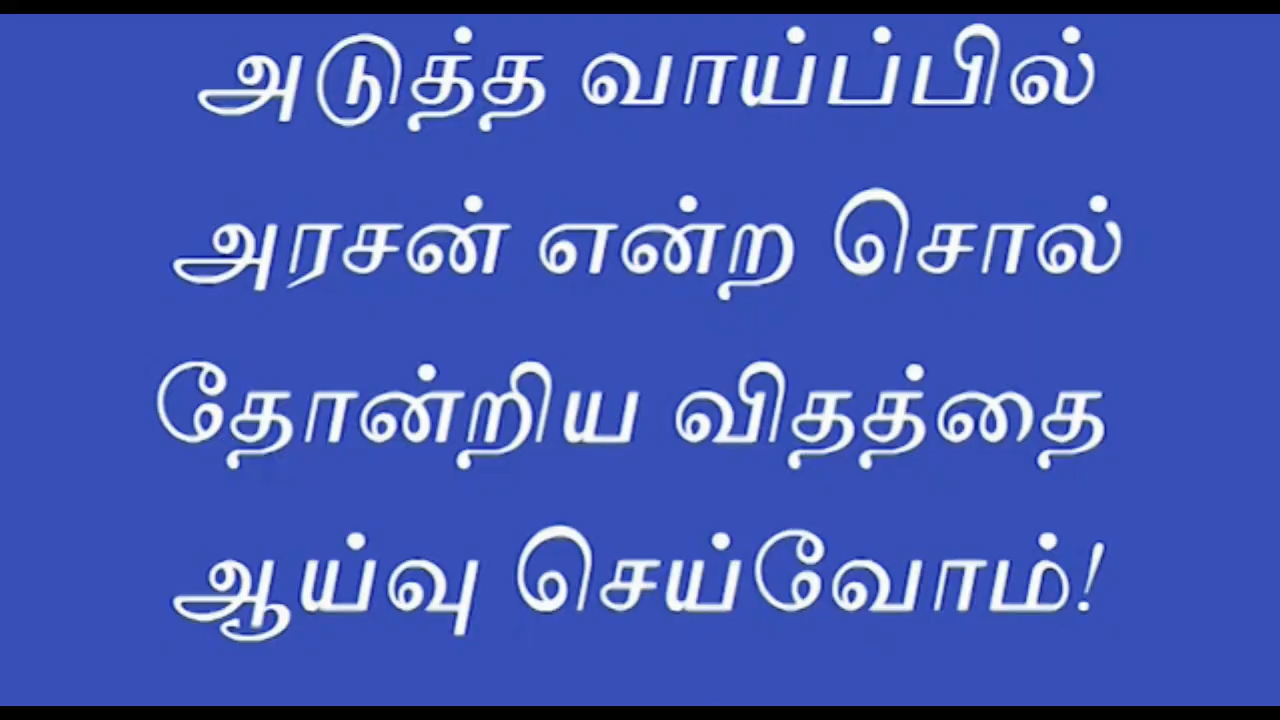 அடுத்த வாய்ப்பில்
அரசன் என்ற சொல்
தோன்றிய விதத்தை
ஆய்வு செய்வோம்!